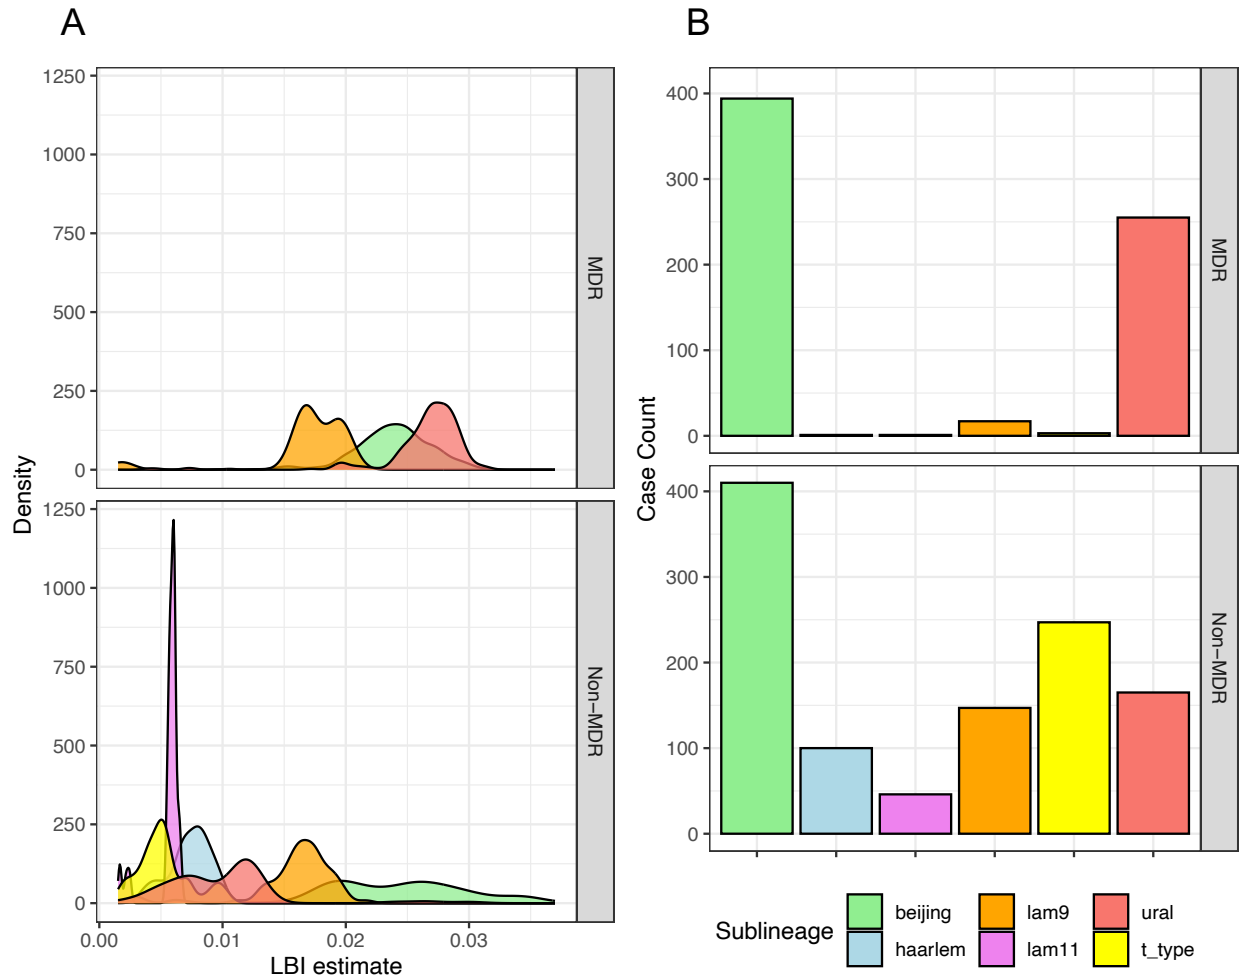 A
B
1250
1000
750
500
250
0
MDR
1250
1000
750
500
250
0
Non−MDR
Density
0.00 0.01 0.02 0.03
LBI estimate
400
300
200
100
0
MDR
400
300
200
100
0
Non−MDR
Case Count
Sublineage
beijing lam9 ural
haarlem lam11 t_type